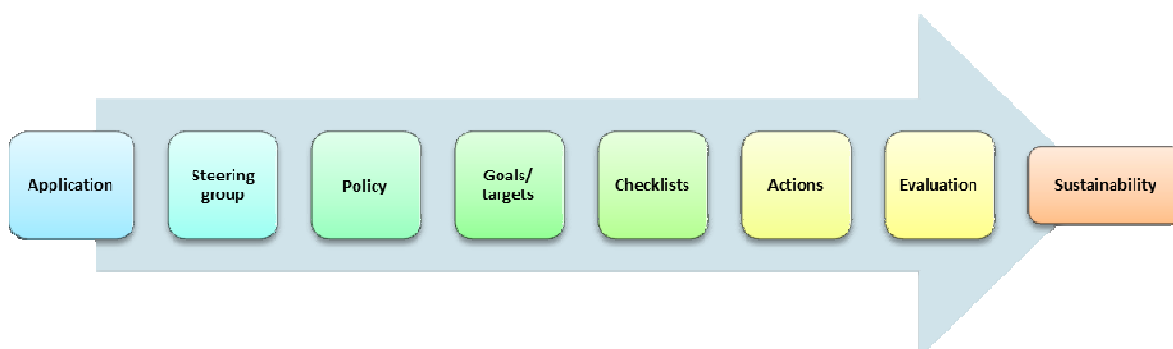 Application
Steering
group
Policy
Goals/
targets
Checklists
Actions
Evaluation
Sustainability